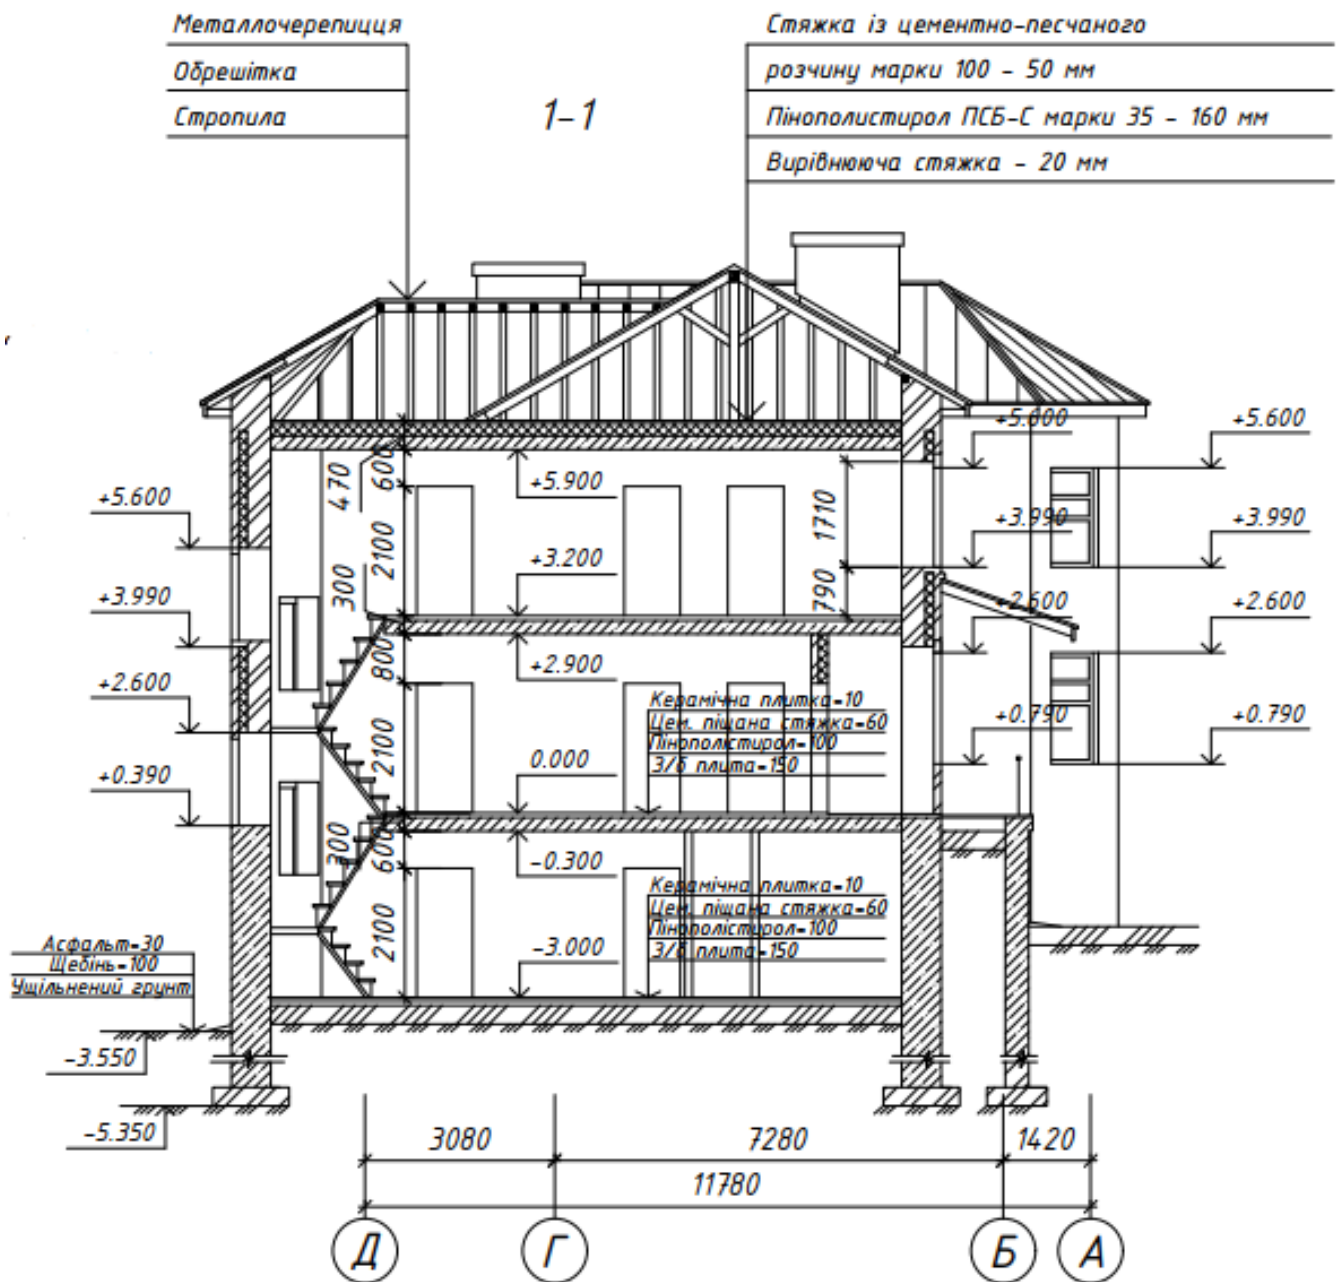 Металлочерепицця
Обрешітка
Стропила
1-1
Стяжка із цементно-песчаного
розчину марки 100 - 50 мм
Пінополистирол ПСБ-С марки 35 - 160 мм
Вирівнююча стяжка - 20 мм
+5.600
+3.990
+2.600
+0.390
470
600
2100
300
800
2100
300
600
2100
+5.900
+3.200
+2.900
0.000
-0.300
-3.000
1710
790
Керамічна плитка=10
Цем. піщана стяжка=60
Пінополістирол=100
З/б плита=150
Керамічна плитка=10
Цем. піщана стяжка=60
Пінополістирол=100
З/б плита=150
+5.600
+3.990
+2.600
+0.790
+5.600
+3.990
+2.600
+0.790
Асфальт=30
Щебінь=100
Ущільнений грунт
-3.550
-5.350
3080
7280
1420
11780
Д
Г
Б
А